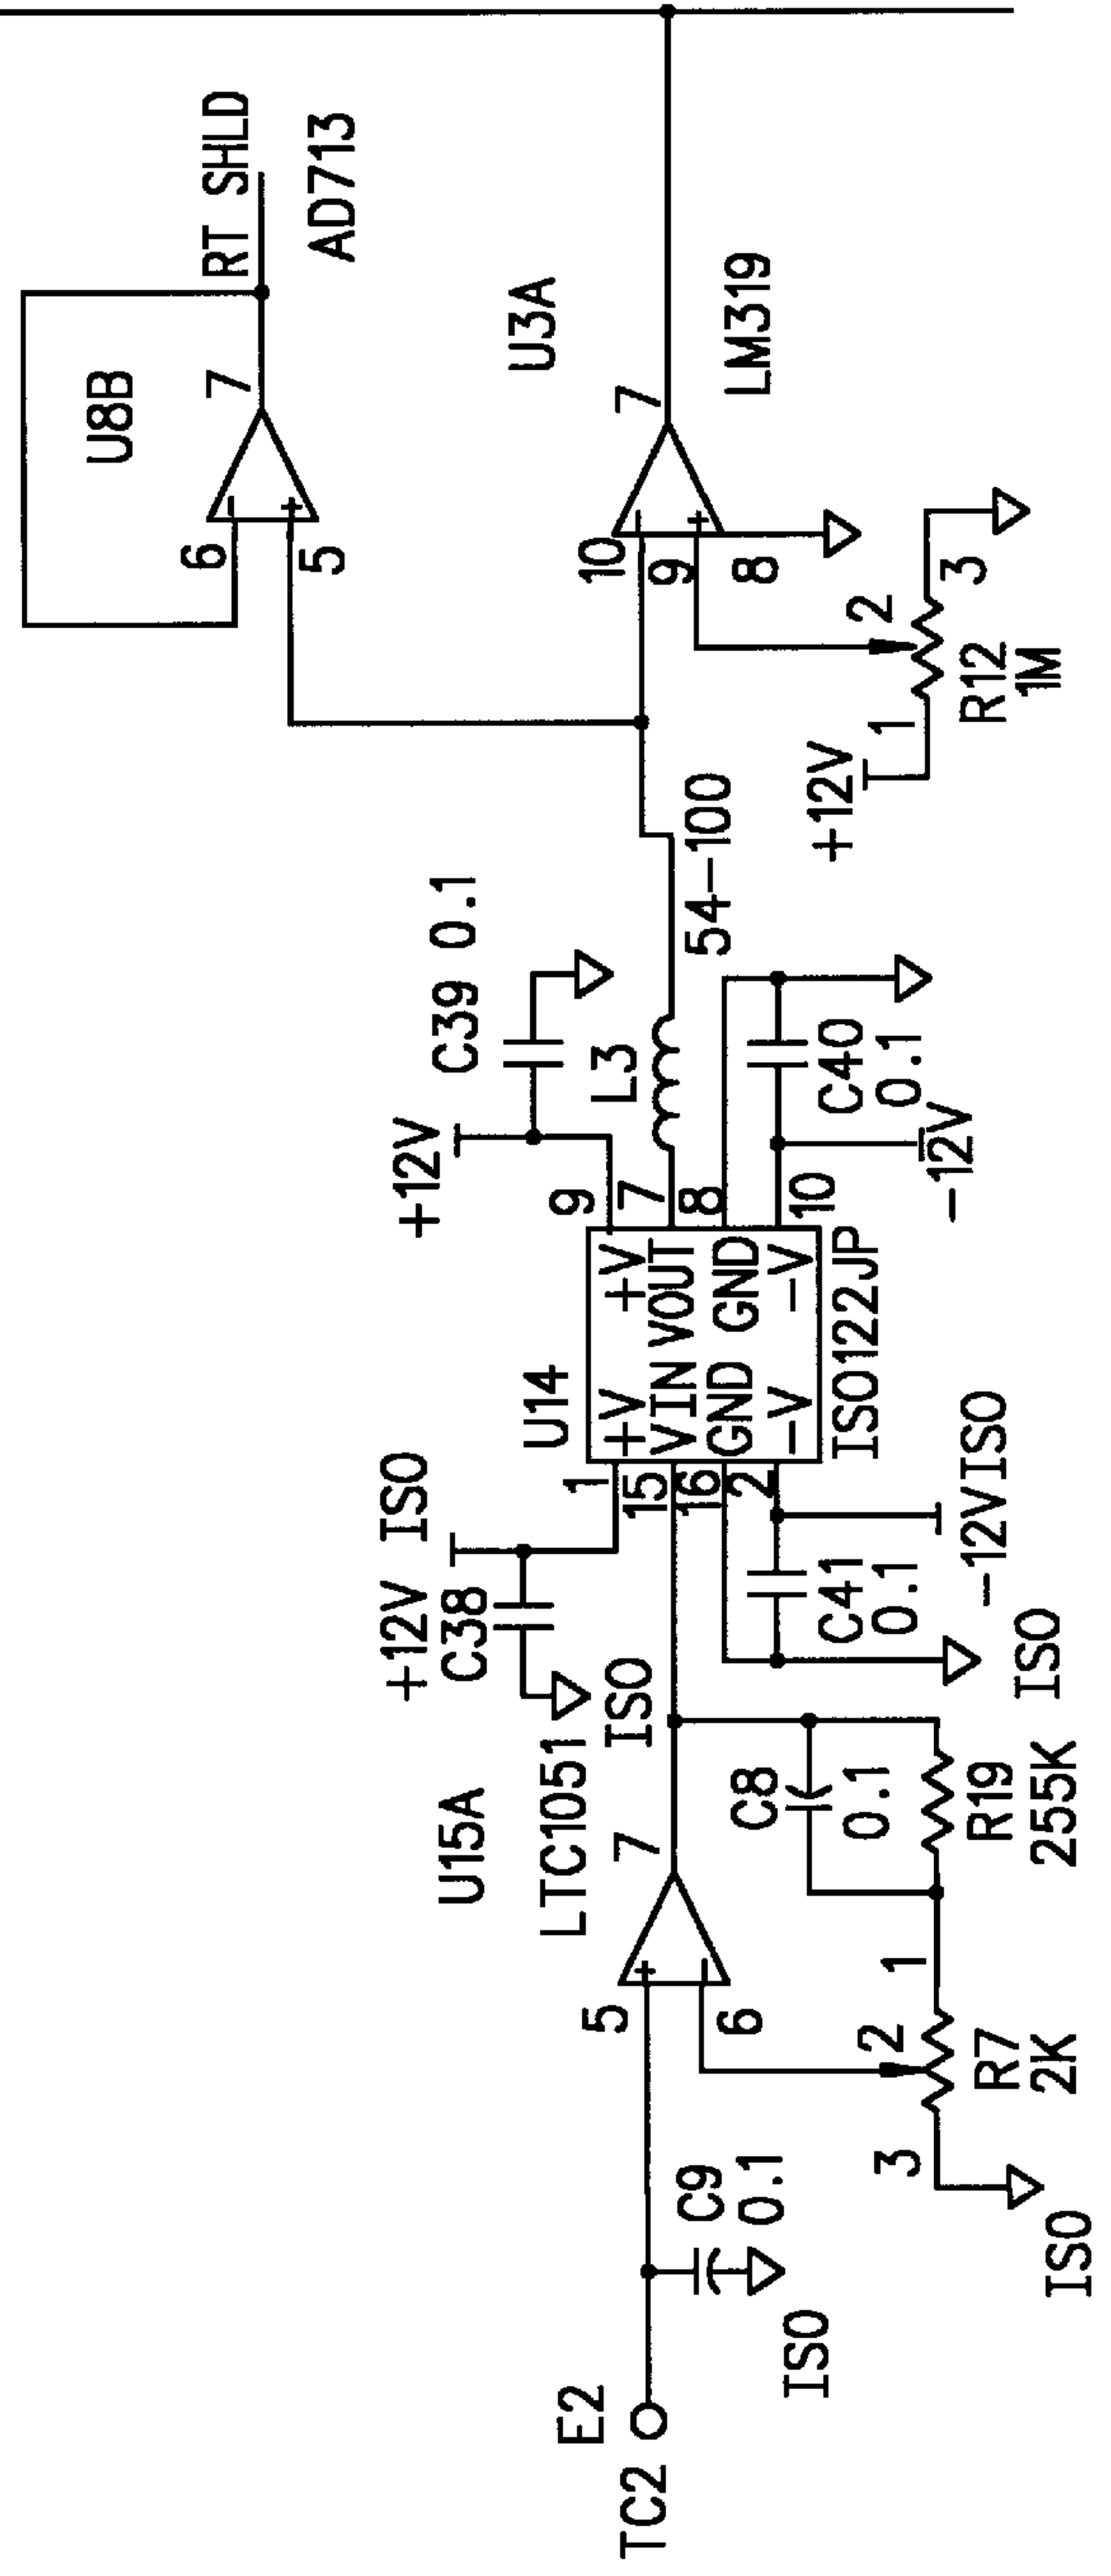 TC2
E2
ISO
C9
0.1
5
6
U15A
LTC1051
7
ISO
3
2
1
R7
2K
C8
0.1
R19
255K
+12V ISO
C38
ISO
C41
0.1
-12VISO
ISO
U14
1
15
16
2
+V
VIN
GND
-V
+V
VOUT
GND
-V
ISO122JP
9
7
8
10
+12V
C39 0.1
L3
54-100
C40
0.1
-12V
+12V
1
2
3
R12
1M
6
5
U8B
7
RT SHLD
AD713
10
9
8
7
U3A
LM319